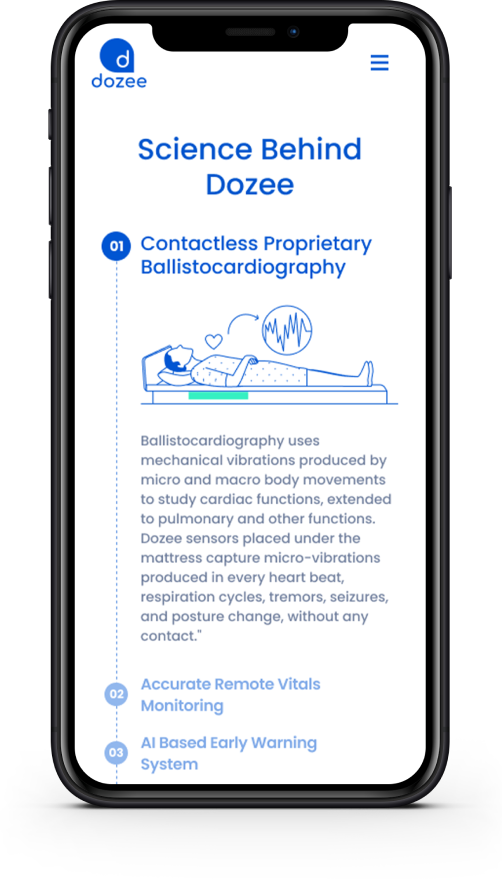 dozee
Science Behind
Dozee
01
Contactless Proprietary
Ballistocardiography
Ballistocardiography uses
mechanical vibrations produced by
micro and macro body movements
to study cardiac functions, extended
to pulmonary and other functions.
Dozee sensors placed under the
mattress capture micro-vibrations
produced in every heart beat,
respiration cycles, tremors, seizures,
and posture change, without any
contact."
02
Accurate Remote Vitals
Monitoring
03
AI Based Early Warning
System